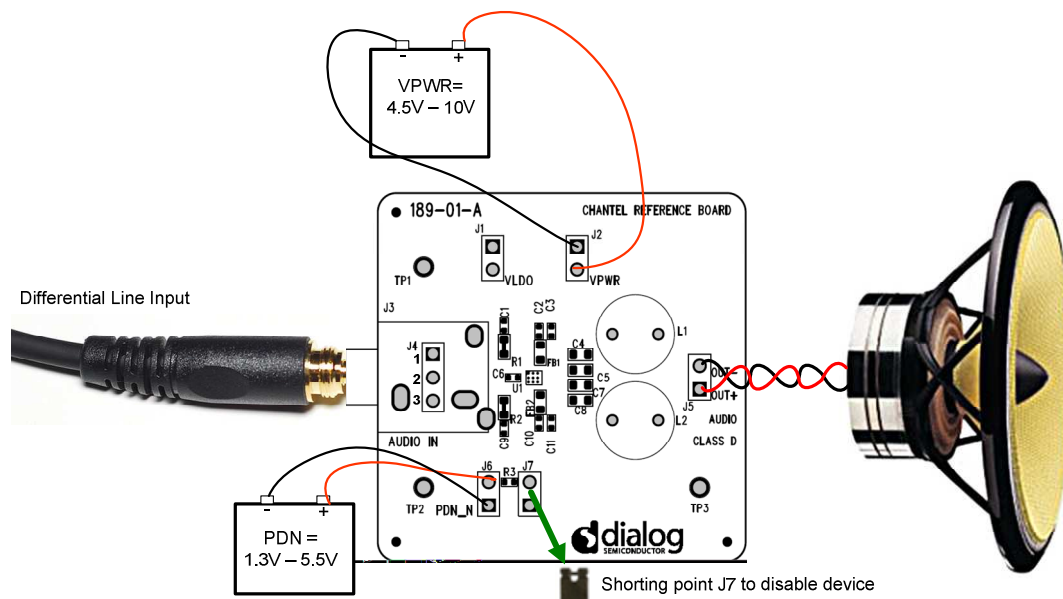 -
+
VPWR=
4.5V – 10V
189-01-A
CHANTEL REFERENCE BOARD
J1
J2
TP1
VLDO
VPWR
Differential Line Input
J3
C1
C2
C3
L1
J4
1
2
3
R1
FB1
C4
C6
U1
C5
C7
C8
OUT-
OUT+
J5
FB2
R2
C9
C10
C11
L2
AUDIO
CLASS D
AUDIO IN
J6
R3
J7
TP2
PDN_N
TP3
-
+
PDN =
1.3V – 5.5V
dialog
SEMICONDUCTOR
Shorting point J7 to disable device